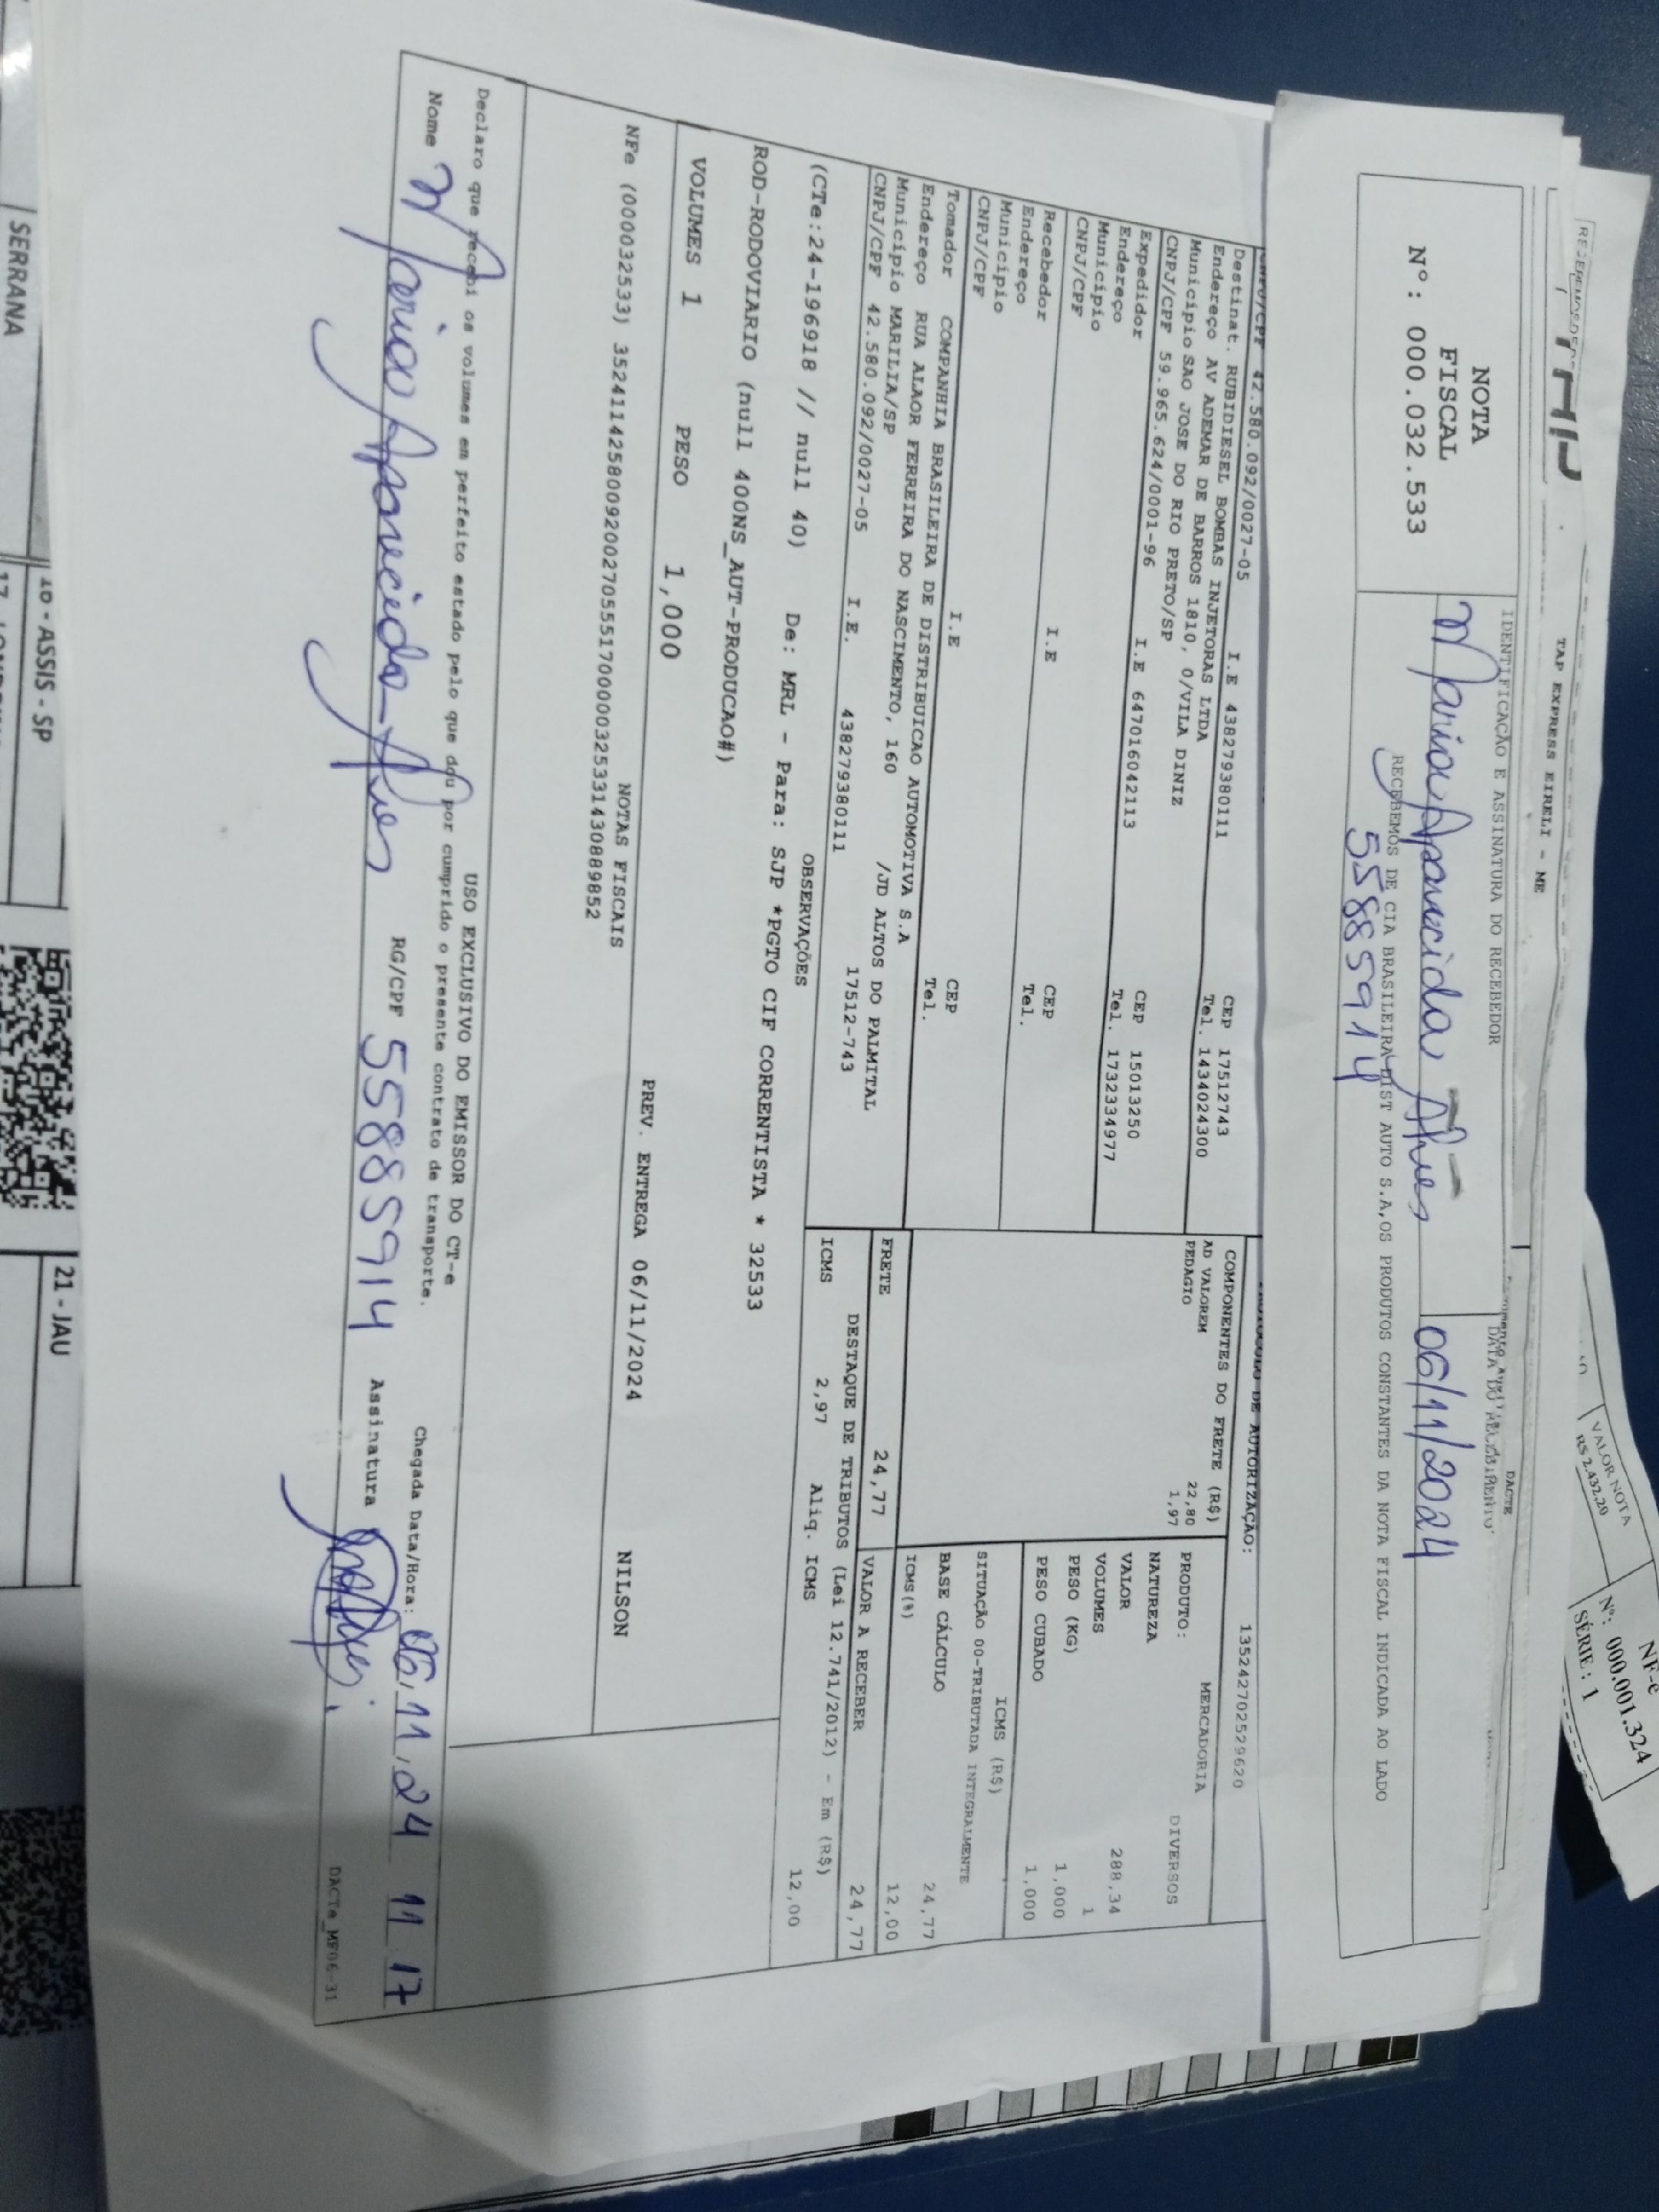 TAP EXPRESS EIRELI - ME
DACTE
VALOR NOTA
R$ 2.432,20
NF-e
Nº: 000.001.324
SÉRIE : 1
NOTA
FISCAL
Nº: 000.032.533
IDENTIFICAÇÃO E ASSINATURA DO RECEBEDOR
Maria Aparecida Alves
06/11/2024
RECEBEMOS DE CIA BRASILEIRA DIST AUTO S.A,OS PRODUTOS CONSTANTES DA NOTA FISCAL INDICADA AO LADO
558859914
CNPJ/CPF 42.580.092/0027-05 I.E 438279380111 CEP 17512743
Tel. 1434024300
DE AUTORIZAÇÃO: 135242702529620
Destinat. RUBIDIESEL BOMBAS INJETORAS LTDA
Endereço AV ADEMAR DE BARROS 1810, 0/VILA DINIZ
Município SAO JOSE DO RIO PRETO/SP CEP 15013250
CNPJ/CPF 59.965.624/0001-96 I.E 647016042113 Tel. 1732334977
Expedidor
Endereço
Município CEP
CNPJ/CPF I.E Tel.
Recebedor
Endereço
Município CEP
CNPJ/CPF I.E Tel.
Tomador COMPANHIA BRASILEIRA DE DISTRIBUICAO AUTOMOTIVA S.A
Endereço RUA ALAOR FERREIRA DO NASCIMENTO, 160 /JD ALTOS DO PALMITAL
Município MARILIA/SP 17512-743
CNPJ/CPF 42.580.092/0027-05 I.E. 438279380111
COMPONENTES DO FRETE (R$)
AD VALOREM 22,80
PEDAGIO 1,97
FRETE 24,77
PRODUTO: MERCADORIA
NATUREZA DIVERSOS
VALOR 288,34
VOLUMES 1
PESO (KG) 1,000
PESO CUBADO 1,000
ICMS (R$)
SITUAÇÃO 00-TRIBUTADA INTEGRALMENTE
BASE CÁLCULO 24,77
ICMS(%) 12,00
VALOR A RECEBER 24,77
DESTAQUE DE TRIBUTOS (Lei 12.741/2012) - Em (R$)
ICMS 2,97 Aliq. ICMS 12,00
OBSERVAÇÕES
(CTe:24-196918 // null 40) De: MRL - Para: SJP *PGTO CIF CORRENTISTA * 32533
ROD-RODOVIARIO (null 400NS_AUT-PRODUCAO#)
VOLUMES 1 PESO 1,000 PREV. ENTREGA 06/11/2024 NILSON
NOTAS FISCAIS
NFe (000032533) 35241142580092002705551700000325331430889852
USO EXCLUSIVO DO EMISSOR DO CT-e
Declaro que recebi os volumes em perfeito estado pelo que dou por cumprido o presente contrato de transporte.
Chegada Data/Hora: 06/11/24 11 17
Nome Maria Aparecida Alves RG/CPF 558859914 Assinatura
DACTe_MF06-31
SERRANA
16 - ASSIS - SP
21 - JAU